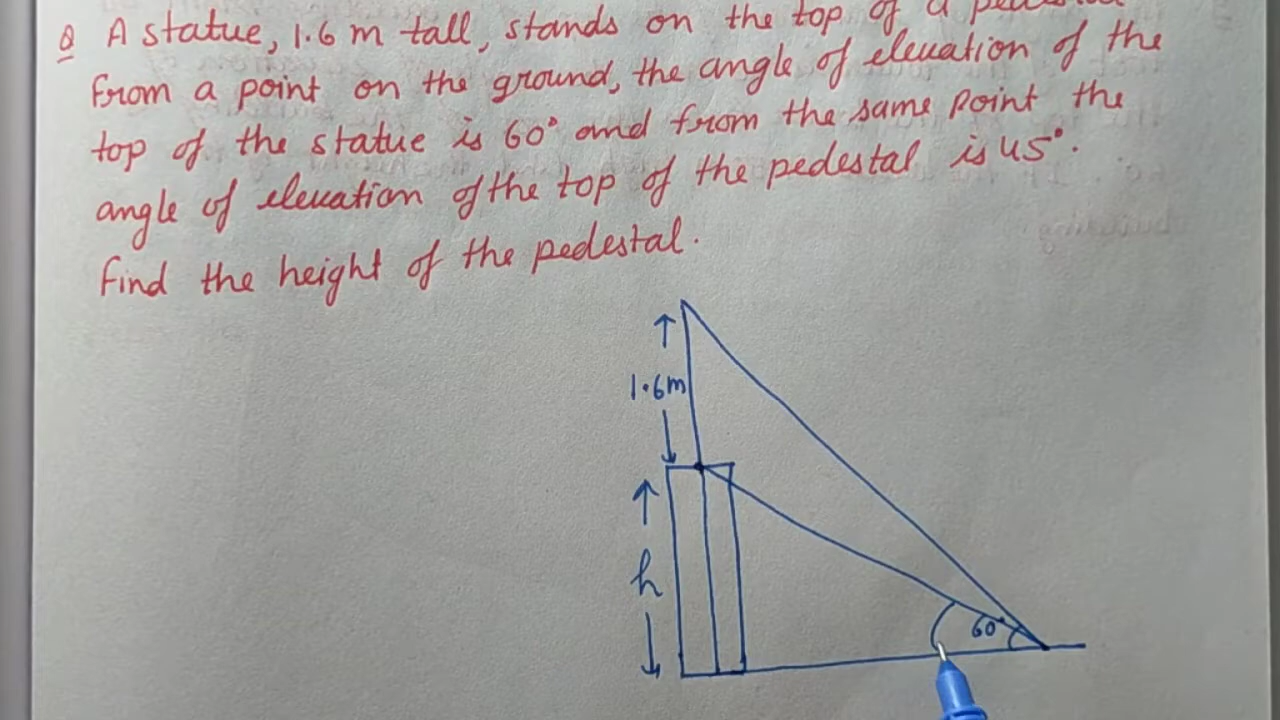 Q A statue, 1.6 m tall, stands on the top of a
from a point on the ground, the angle of elevation of the
top of the statue is 60° and from the same point the
angle of elevation of the top of the pedestal is 45°.
Find the height of the pedestal.
1.6m
h
60°